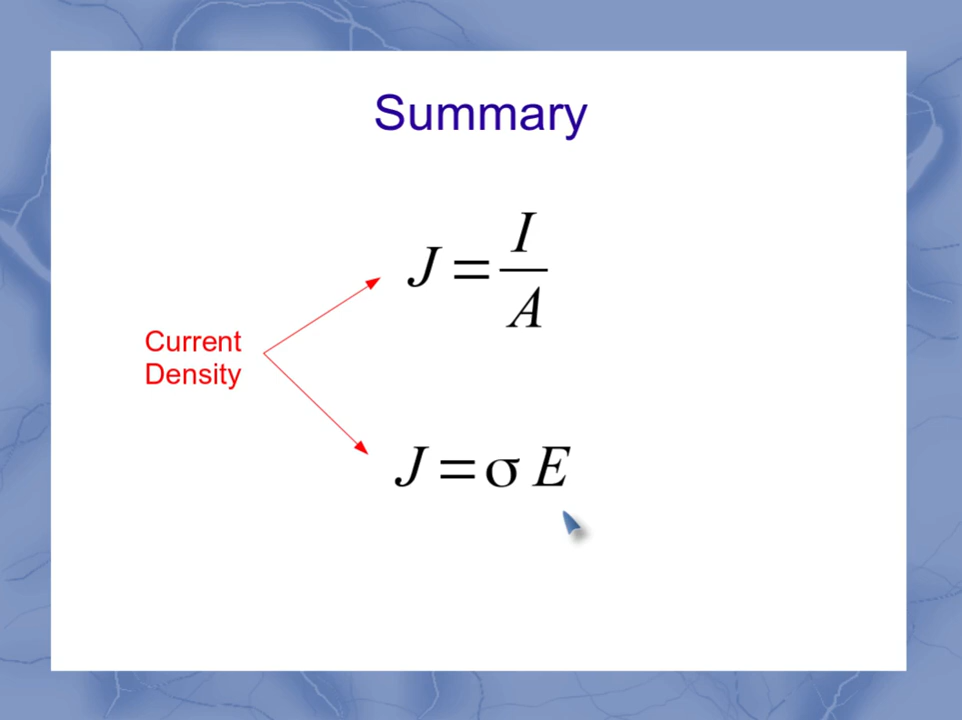 Summary
J = I / A
Current
Density
J = σ E